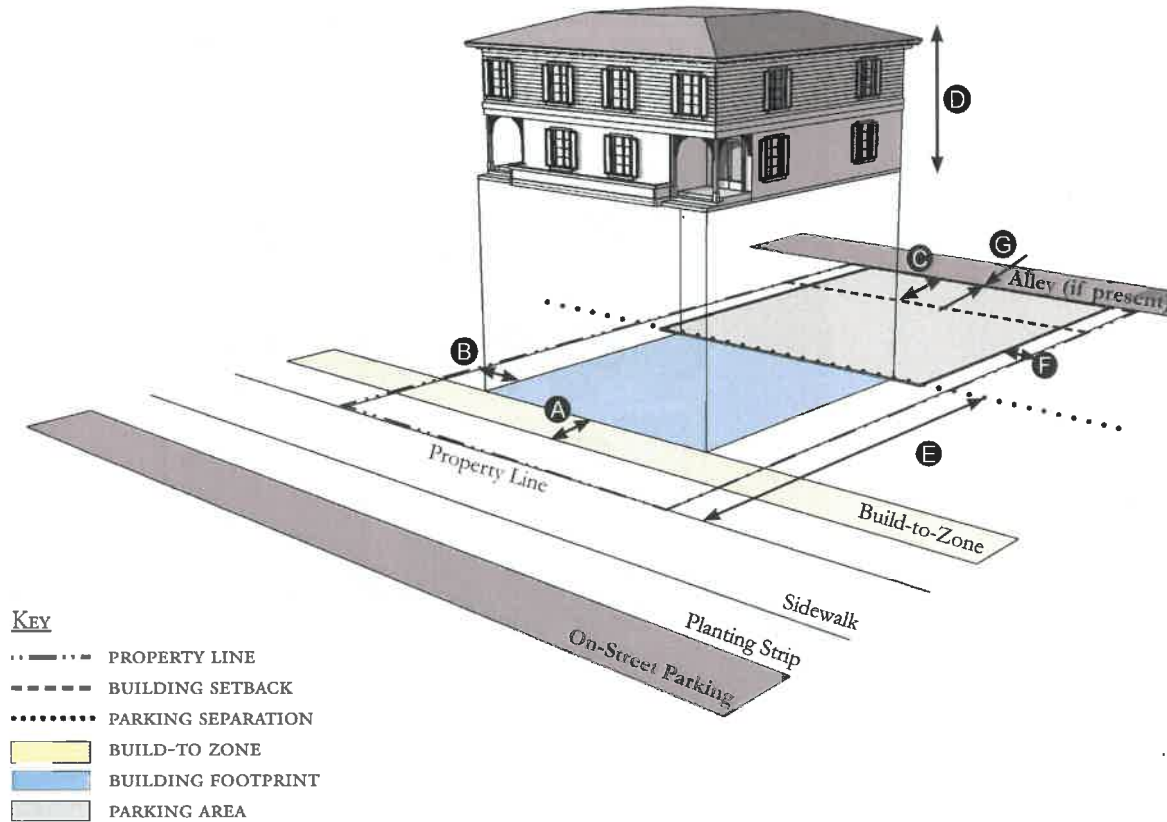 D
G
C
Alley (if present
B
F
A
E
Property Line
Build-to-Zone
Sidewalk
Planting Strip
On-Street Parking
KEY
PROPERTY LINE
BUILDING SETBACK
PARKING SEPARATION
BUILD-TO ZONE
BUILDING FOOTPRINT
PARKING AREA